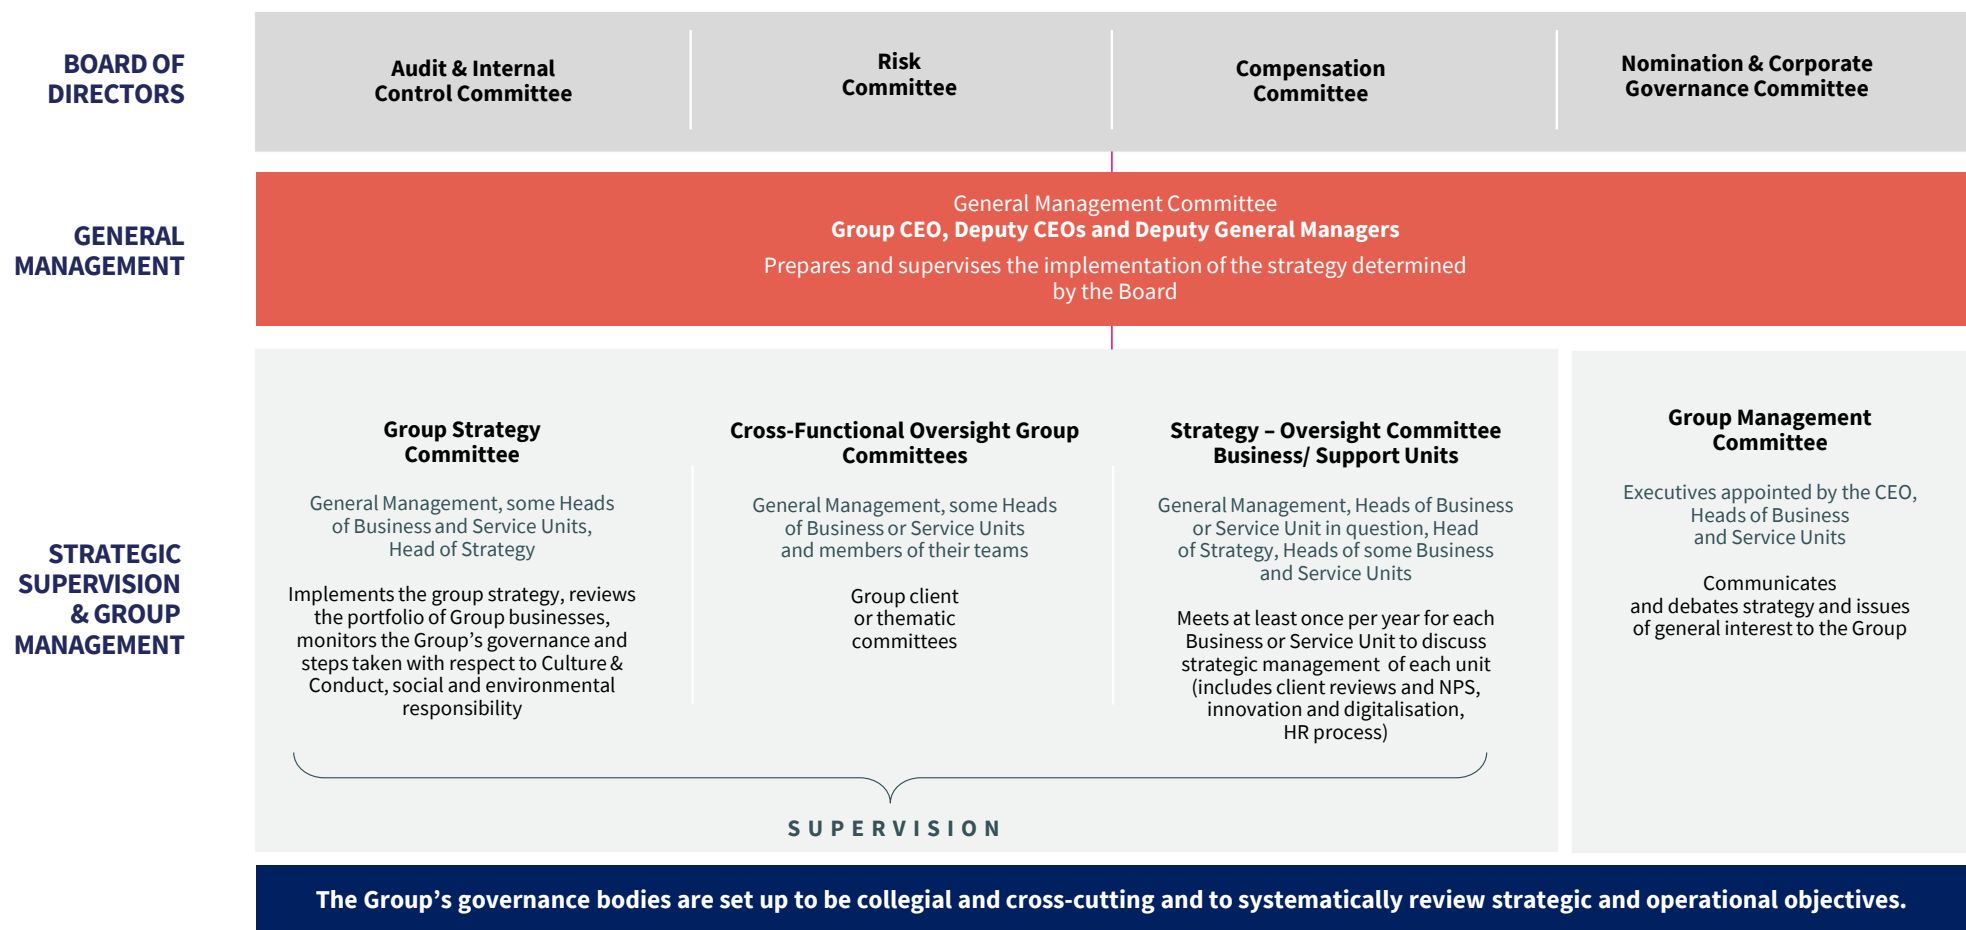 BOARD OF
DIRECTORS
Audit & Internal
Control Committee
Risk
Committee
Compensation
Committee
Nomination & Corporate
Governance Committee
GENERAL
MANAGEMENT
General Management Committee
Group CEO, Deputy CEOs and Deputy General Managers
Prepares and supervises the implementation of the strategy determined
by the Board
STRATEGIC
SUPERVISION
& GROUP
MANAGEMENT
Group Strategy
Committee
General Management, some Heads
of Business and Service Units,
Head of Strategy
Implements the group strategy, reviews
the portfolio of Group businesses,
monitors the Group’s governance and
steps taken with respect to Culture &
Conduct, social and environmental
responsibility
Cross-Functional Oversight Group
Committees
General Management, some Heads
of Business or Service Units
and members of their teams
Group client
or thematic
committees
Strategy – Oversight Committee
Business/ Support Units
General Management, Heads of Business
or Service Unit in question, Head
of Strategy, Heads of some Business
and Service Units
Meets at least once per year for each
Business or Service Unit to discuss
strategic management of each unit
(includes client reviews and NPS,
innovation and digitalisation,
HR process)
SUPERVISION
Group Management
Committee
Executives appointed by the CEO,
Heads of Business
and Service Units
Communicates
and debates strategy and issues
of general interest to the Group
The Group’s governance bodies are set up to be collegial and cross-cutting and to systematically review strategic and operational objectives.